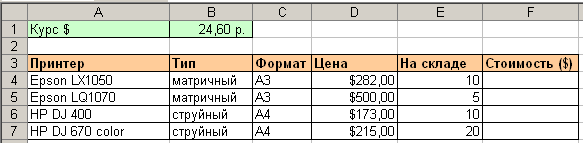 A B C D E F
1 Курс $ 24,60 р.
2
3 Принтер Тип Формат Цена На складе Стоимость ($)
4 Epson LX1050 матричный А3 $282,00 10
5 Epson LQ1070 матричный А3 $500,00 5
6 HP DJ 400 струйный А4 $173,00 10
7 HP DJ 670 color струйный А4 $215,00 20